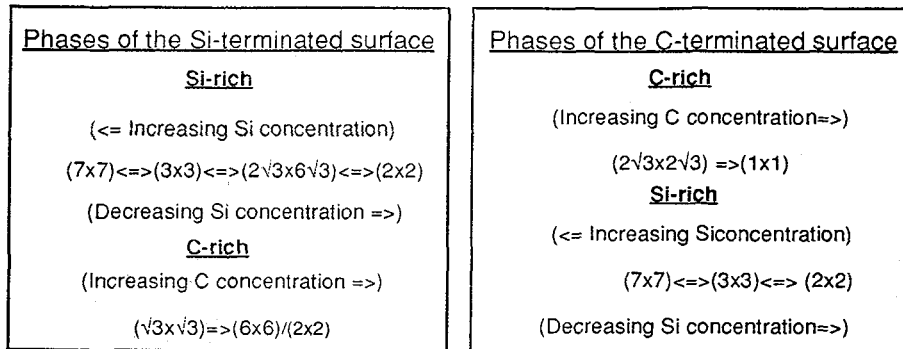 Phases of the Si-terminated surface
Si-rich
(<= Increasing Si concentration)
(7x7)<=>(3x3)<=>(2√3x6√3)<=>(2x2)
(Decreasing Si concentration =>)
C-rich
(Increasing C concentration =>)
(√3x√3)=>(6x6)/(2x2)
Phases of the C-terminated surface
C-rich
(Increasing C concentration=>)
(2√3x2√3) =>(1x1)
Si-rich
(<= Increasing Siconcentration)
(7x7)<=>(3x3)<=> (2x2)
(Decreasing Si concentration=>)